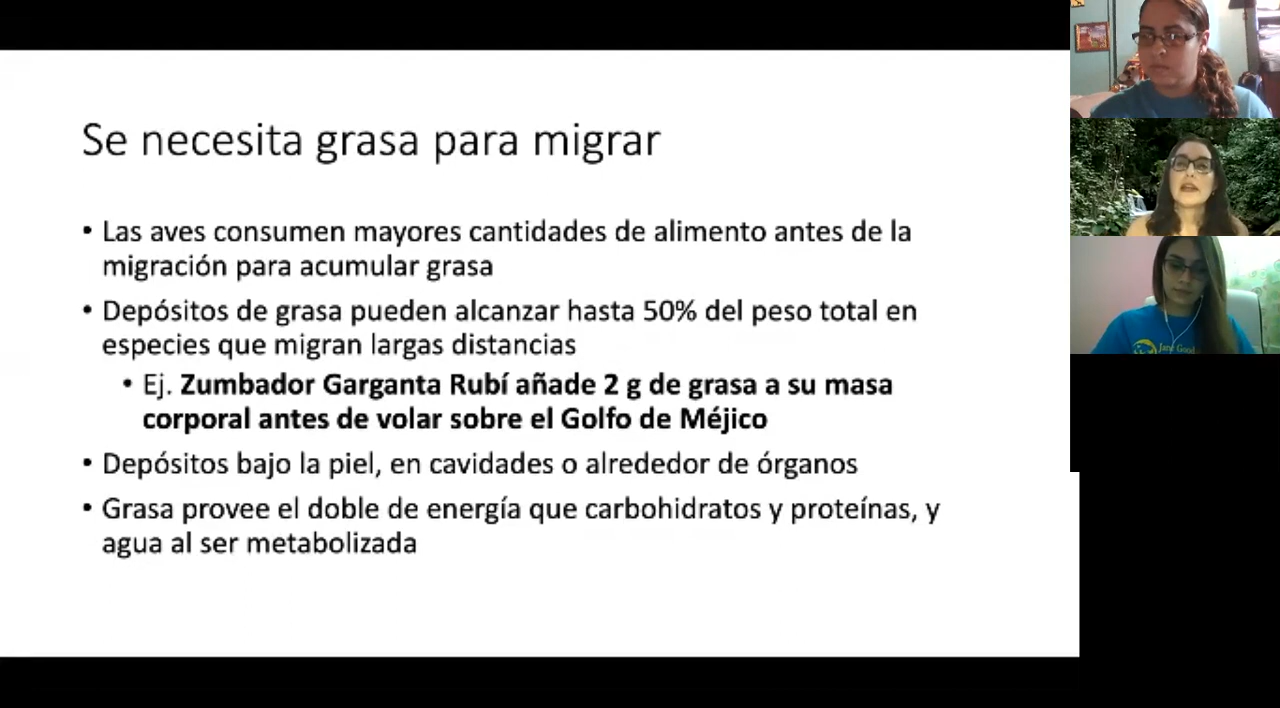 Se necesita grasa para migrar
• Las aves consumen mayores cantidades de alimento antes de la
migración para acumular grasa
• Depósitos de grasa pueden alcanzar hasta 50% del peso total en
especies que migran largas distancias
• Ej. Zumbador Garganta Rubí añade 2 g de grasa a su masa
corporal antes de volar sobre el Golfo de Méjico
• Depósitos bajo la piel, en cavidades o alrededor de órganos
• Grasa provee el doble de energía que carbohidratos y proteínas, y
agua al ser metabolizada
Jane